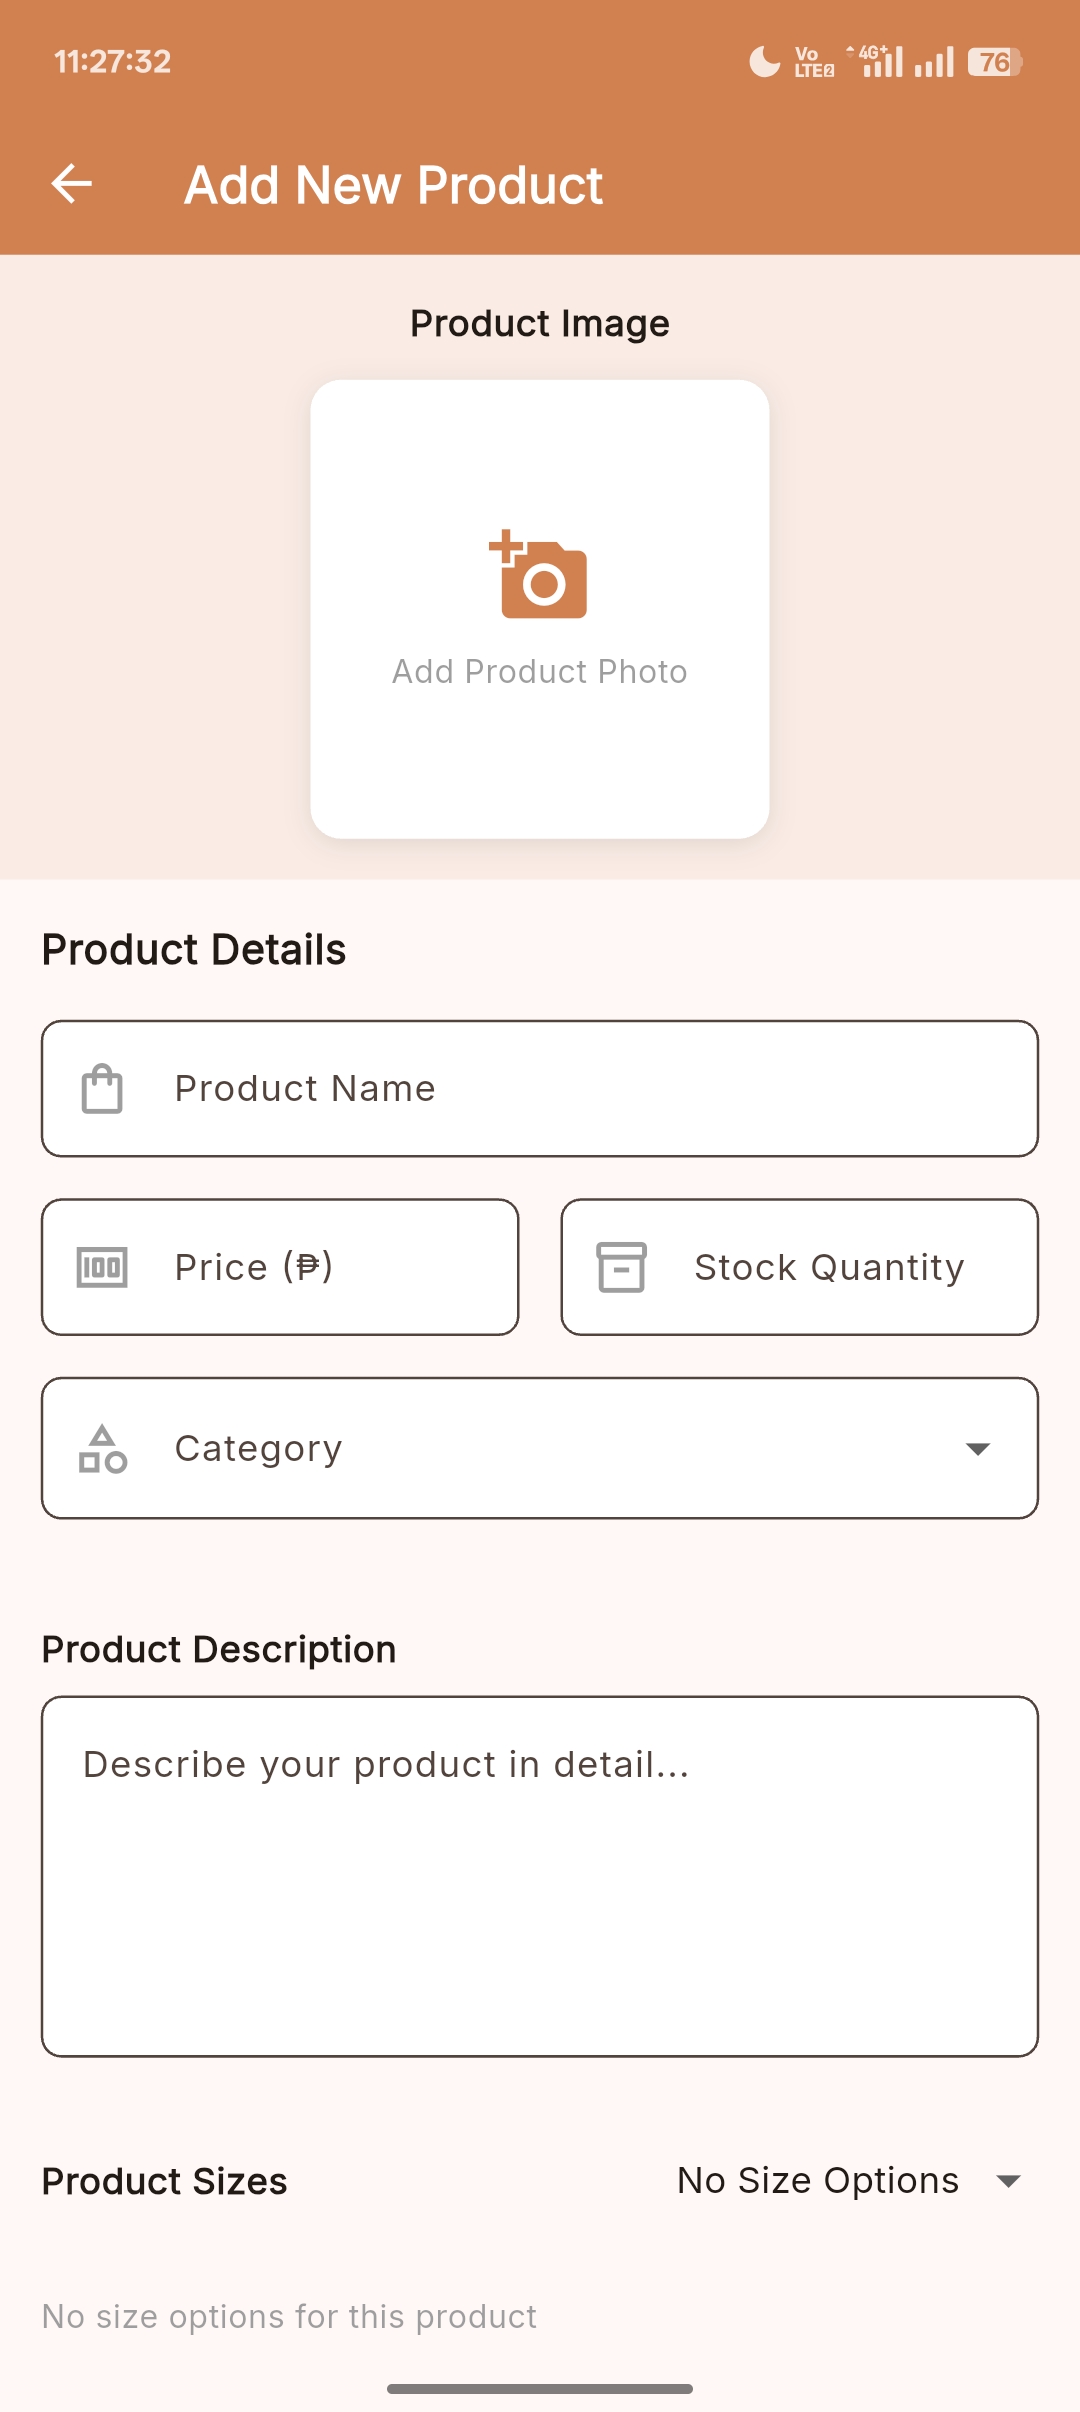 11:27:32
Vo LTE2 4G+ 76
Add New Product
Product Image
Add Product Photo
Product Details
Product Name
Price (₱)
Stock Quantity
Category
Product Description
Describe your product in detail...
Product Sizes
No Size Options
No size options for this product